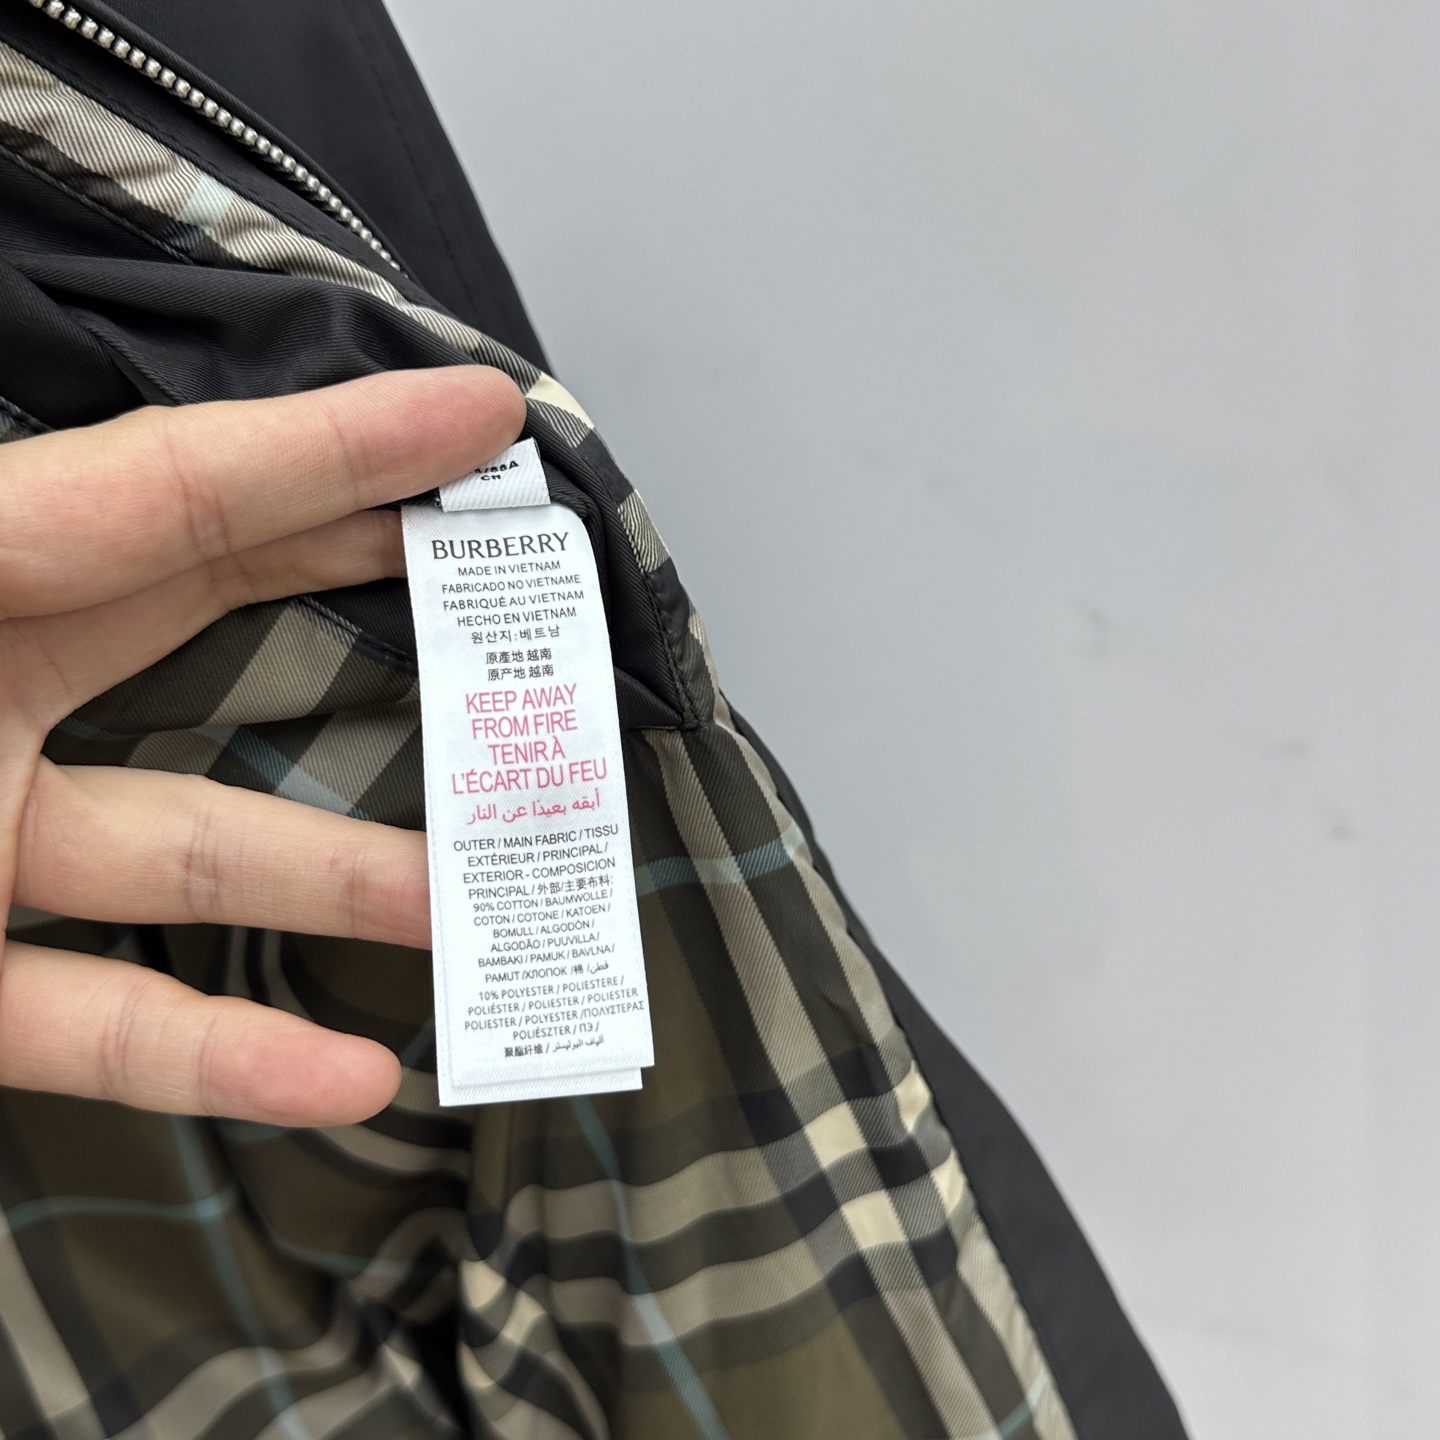 CN
BURBERRY
MADE IN VIETNAM
FABRICADO NO VIETNAME
FABRIQUÉ AU VIETNAM
HECHO EN VIETNAM
원산지:베트남
原產地 越南
原产地 越南
KEEP AWAY
FROM FIRE
TENIR À
L'ÉCART DU FEU
أبقه بعيدًا عن النار
OUTER / MAIN FABRIC / TISSU
EXTÉRIEUR / PRINCIPAL /
EXTERIOR - COMPOSICION
PRINCIPAL / 外部/主要布料:
90% COTTON / BAUMWOLLE /
COTON / COTONE / KATOEN /
BOMULL / ALGODÓN /
ALGODÃO / PUUVILLA /
BAMBAKI / PAMUK / BAVLNA /
PAMUT /ХЛОПОК /棉 /قطن
10% POLYESTER / POLIESTERE /
POLIÉSTER / POLIESTER / POLIESTER
POLIESTER / POLYESTER /ΠΟΛΥΣΤΕΡΑΣ
POLIÉSZTER / ПЭ /
聚酯纤维 / ألياف البوليستر